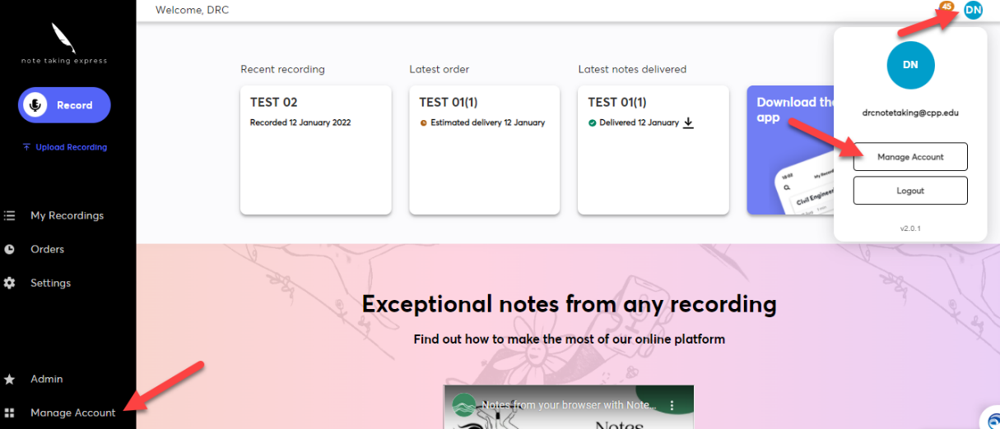 Welcome, DRC
45
DN
note taking express
Record
Upload Recording
My Recordings
Orders
Settings
Admin
Manage Account
Recent recording
TEST 02
Recorded 12 January 2022
Latest order
TEST 01(1)
Estimated delivery 12 January
Latest notes delivered
TEST 01(1)
Delivered 12 January
Download the
app
18:02
My Record
Civil Engineer
DN
drcnotetaking@cpp.edu
Manage Account
Logout
v2.0.1
Exceptional notes from any recording
Find out how to make the most of our online platform
Notes from your browser with Note...
Notes